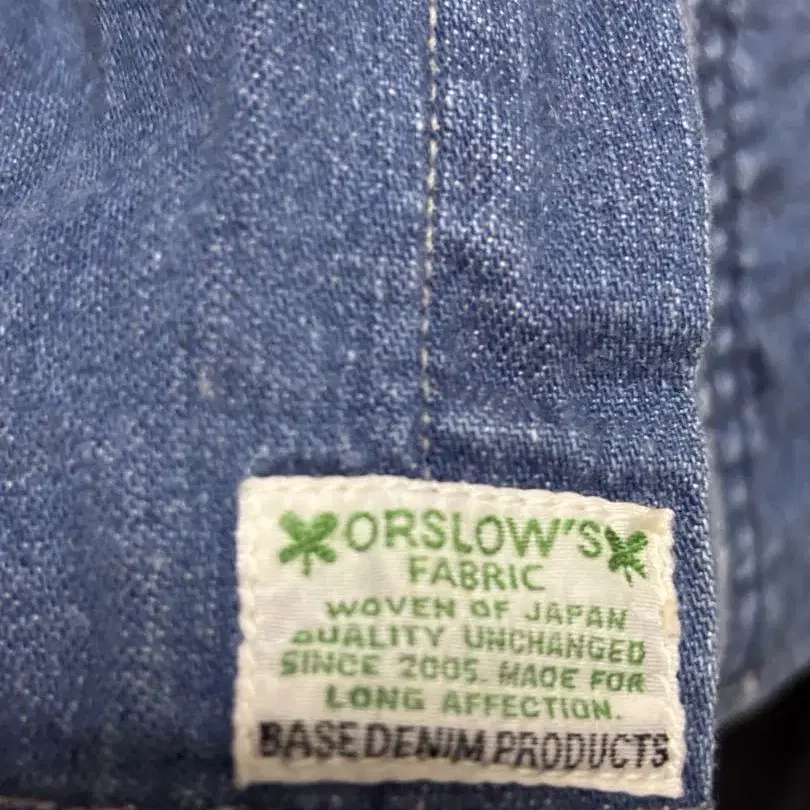 ORSLOW'S
FABRIC
WOVEN OF JAPAN
QUALITY UNCHANGED
SINCE 2005. MADE FOR
LONG AFFECTION.
BASE DENIM PRODUCTS